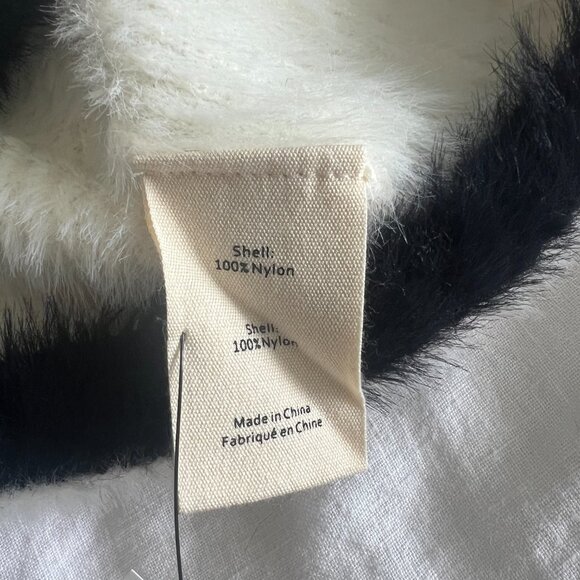 Shell:
100% Nylon
Shell:
100% Nylon
Made in China
Fabriqué en Chine